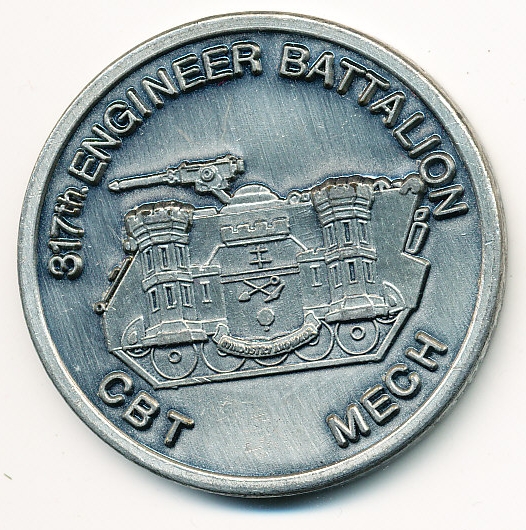 317th ENGINEER BATTALION
CBT MECH